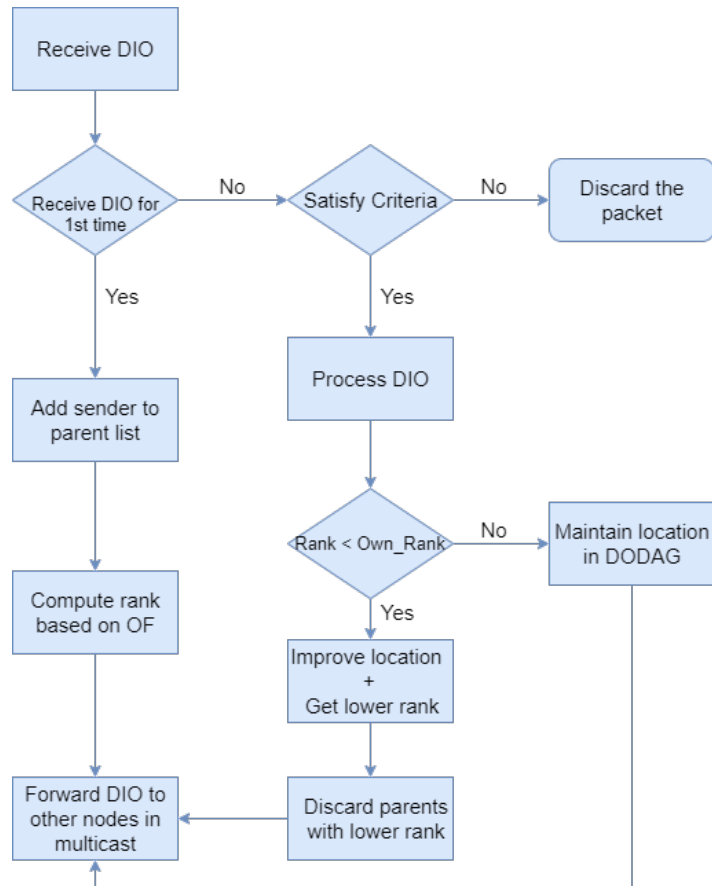 Receive DIO
Receive DIO for
1st time
No
Satisfy Criteria
No
Discard the
packet
Yes
Yes
Add sender to
parent list
Process DIO
Rank < Own_Rank
No
Maintain location
in DODAG
Compute rank
based on OF
Yes
Improve location
+
Get lower rank
Forward DIO to
other nodes in
multicast
Discard parents
with lower rank